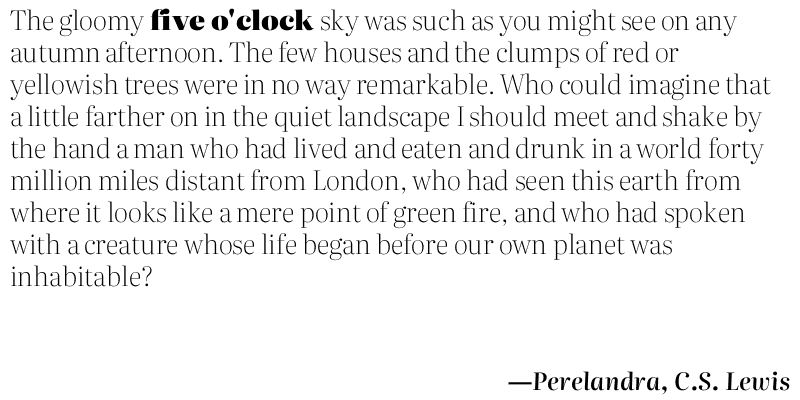 The gloomy five o'clock sky was such as you might see on any
autumn afternoon. The few houses and the clumps of red or
yellowish trees were in no way remarkable. Who could imagine that
a little farther on in the quiet landscape I should meet and shake by
the hand a man who had lived and eaten and drunk in a world forty
million miles distant from London, who had seen this earth from
where it looks like a mere point of green fire, and who had spoken
with a creature whose life began before our own planet was
inhabitable?
—Perelandra, C.S. Lewis